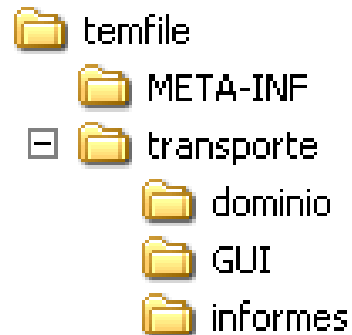 temfile
META-INF
transporte
dominio
GUI
informes